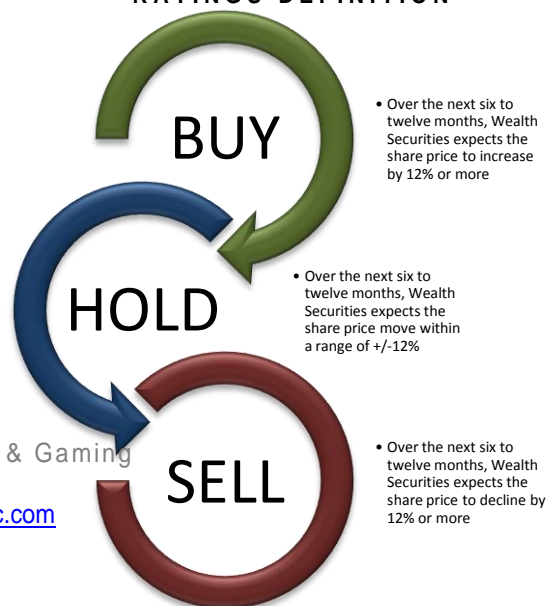 BUY
• Over the next six to
twelve months, Wealth
Securities expects the
share price to increase
by 12% or more
HOLD
• Over the next six to
twelve months, Wealth
Securities expects the
share price move within
a range of +/-12%
& Gaming
c.com
SELL
• Over the next six to
twelve months, Wealth
Securities expects the
share price to decline by
12% or more